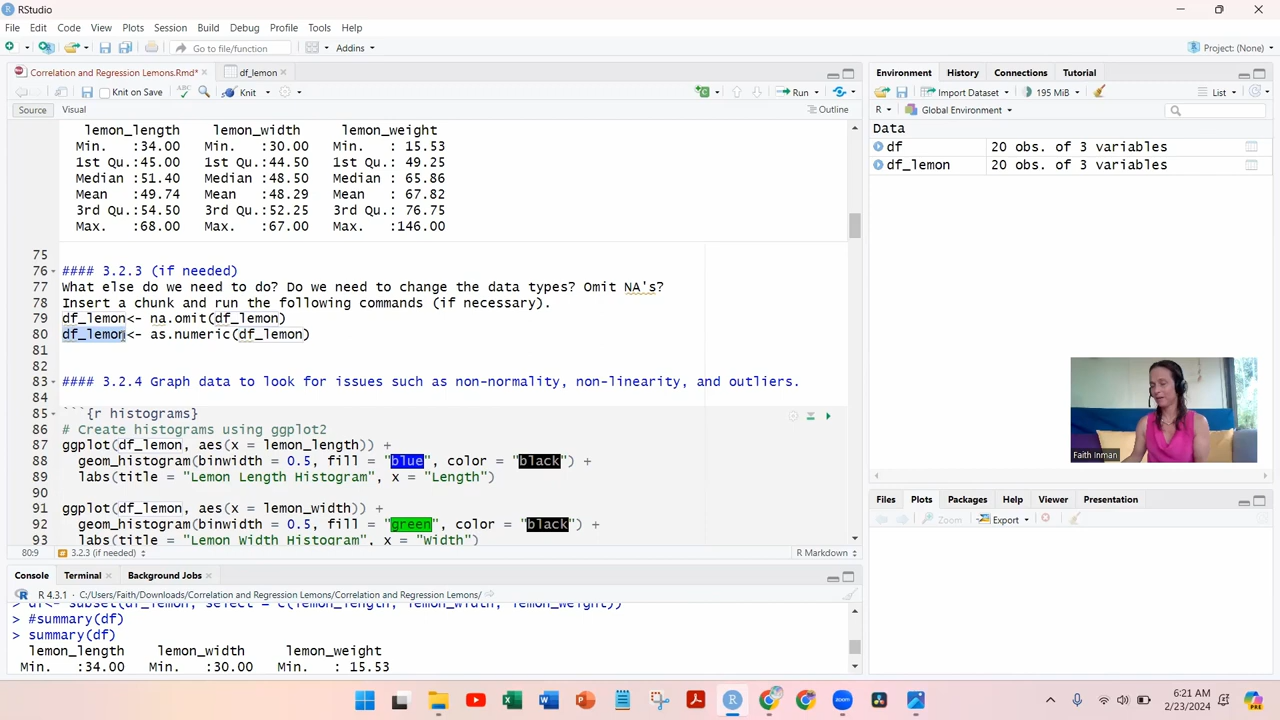 RStudio
File Edit Code View Plots Session Build Debug Profile Tools Help
Go to file/function Addins Project: (None)
Correlation and Regression Lemons.Rmd* df_lemon
Knit on Save Knit Run
Source Visual Outline
lemon_length lemon_width lemon_weight
Min. :34.00 Min. :30.00 Min. : 15.53
1st Qu.:45.00 1st Qu.:44.50 1st Qu.: 49.25
Median :51.40 Median :48.50 Median : 65.86
Mean :49.74 Mean :48.29 Mean : 67.82
3rd Qu.:54.50 3rd Qu.:52.25 3rd Qu.: 76.75
Max. :68.00 Max. :67.00 Max. :146.00
75
76 #### 3.2.3 (if needed)
77 What else do we need to do? Do we need to change the data types? Omit NA's?
78 Insert a chunk and run the following commands (if necessary).
79 df_lemon<- na.omit(df_lemon)
80 df_lemon<- as.numeric(df_lemon)
81
82
83 #### 3.2.4 Graph data to look for issues such as non-normality, non-linearity, and outliers.
84
85 ```{r histograms}
86 # Create histograms using ggplot2
87 ggplot(df_lemon, aes(x = lemon_length)) +
88 geom_histogram(binwidth = 0.5, fill = "blue", color = "black") +
89 labs(title = "Lemon Length Histogram", x = "Length")
90
91 ggplot(df_lemon, aes(x = lemon_width)) +
92 geom_histogram(binwidth = 0.5, fill = "green", color = "black") +
93 labs(title = "Lemon Width Histogram", x = "Width")
80:9 # 3.2.3 (if needed) R Markdown
Console Terminal Background Jobs
R 4.3.1 · C:/Users/Faith/Downloads/Correlation and Regression Lemons/Correlation and Regression Lemons/
> df<- subset(df_lemon, select = c(lemon_length, lemon_width, lemon_weight))
> #summary(df)
> summary(df)
lemon_length lemon_width lemon_weight
Min. :34.00 Min. :30.00 Min. : 15.53
Environment History Connections Tutorial
Import Dataset 195 MiB List
R Global Environment
Data
df 20 obs. of 3 variables
df_lemon 20 obs. of 3 variables
Faith Inman
Files Plots Packages Help Viewer Presentation
Zoom Export
6:21 AM
2/23/2024